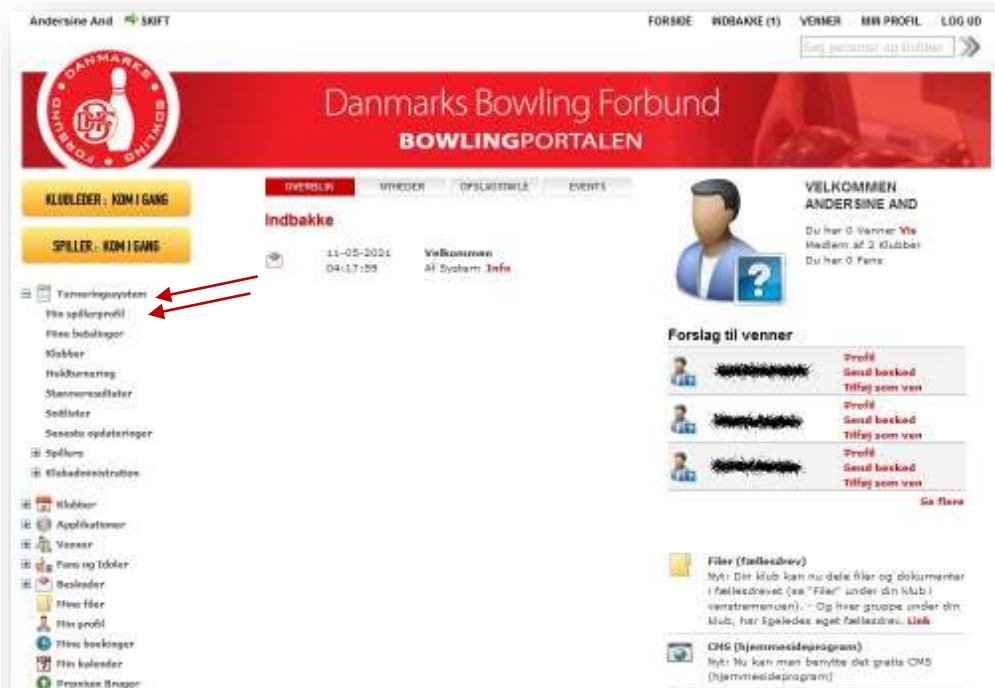 Andersine And SKIFT
FORSIDE INDBAKKE (1) VENNER MIN PROFIL LOG UD
Søg personer og klubber
DANMARKS BOWLING FORBUND
Danmarks Bowling Forbund
BOWLINGPORTALEN
KLUBLEDER: KOM I GANG
SPILLER: KOM I GANG
Turneringssystem
Min spillerprofil
Mine betalinger
Klubber
Holdturnering
Stævneresultater
Snitlister
Seneste opdateringer
Spillere
Klubadministration
Klubber
Applikationer
Venner
Fans og Idoler
Beskeder
Mine filer
Min profil
Mine bookinger
Min kalender
Premium Bruger
OVERBLIK NYHEDER OPSLAGSTAVLE EVENTS
Indbakke
11-05-2021 Velkommen
04:17:59 Af System Info
VELKOMMEN
ANDERSINE AND
Du har 0 Venner Vis
Medlem af 2 Klubber
Du har 0 Fans
Forslag til venner
Profil
Send besked
Tilføj som ven
Profil
Send besked
Tilføj som ven
Profil
Send besked
Tilføj som ven
Se flere
Filer (fællesdrev)
Nyt: Din klub kan nu dele filer og dokumenter
i fællesdrevet (se "Filer" under din klub i
venstremenuen). - Og hver gruppe under din
klub, har ligeledes eget fællesdrev. Link
CMS (hjemmesideprogram)
Nyt: Nu kan man benytte det gratis CMS
(hjemmesideprogram)